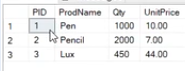 PID ProdName Qty UnitPrice
1 1 Pen 1000 10.00
2 2 Pencil 2000 7.00
3 3 Lux 450 44.00